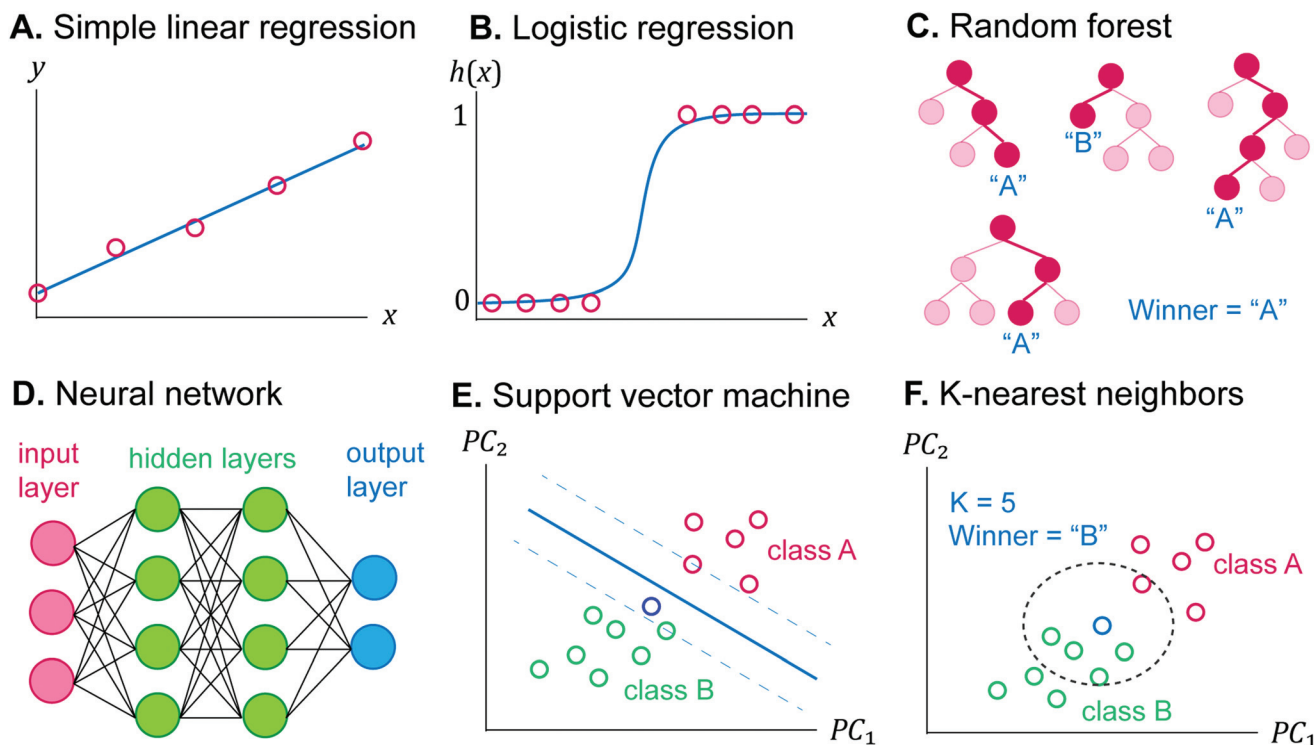 A. Simple linear regression
y
x
B. Logistic regression
h(x)
1
0
x
C. Random forest
“A”
“B”
“A”
“A”
Winner = “A”
D. Neural network
input
layer
hidden layers
output
layer
E. Support vector machine
PC₂
class A
class B
PC₁
F. K-nearest neighbors
PC₂
K = 5
Winner = “B”
class A
class B
PC₁